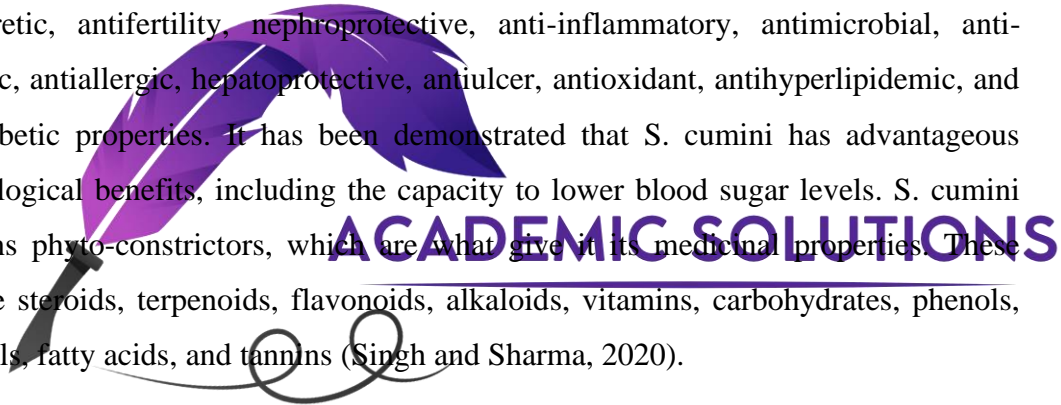 retic, antifertility, nephroprotective, anti-inflammatory, antimicrobial, anti-
c, antiallergic, hepatoprotective, antiulcer, antioxidant, antihyperlipidemic, and
betic properties. It has been demonstrated that S. cumini has advantageous
logical benefits, including the capacity to lower blood sugar levels. S. cumini
ns phyto-constrictors, which are what give it its medicinal properties. These
ACADEMIC SOLUTIONS
e steroids, terpenoids, flavonoids, alkaloids, vitamins, carbohydrates, phenols,
ls, fatty acids, and tannins (Singh and Sharma, 2020).